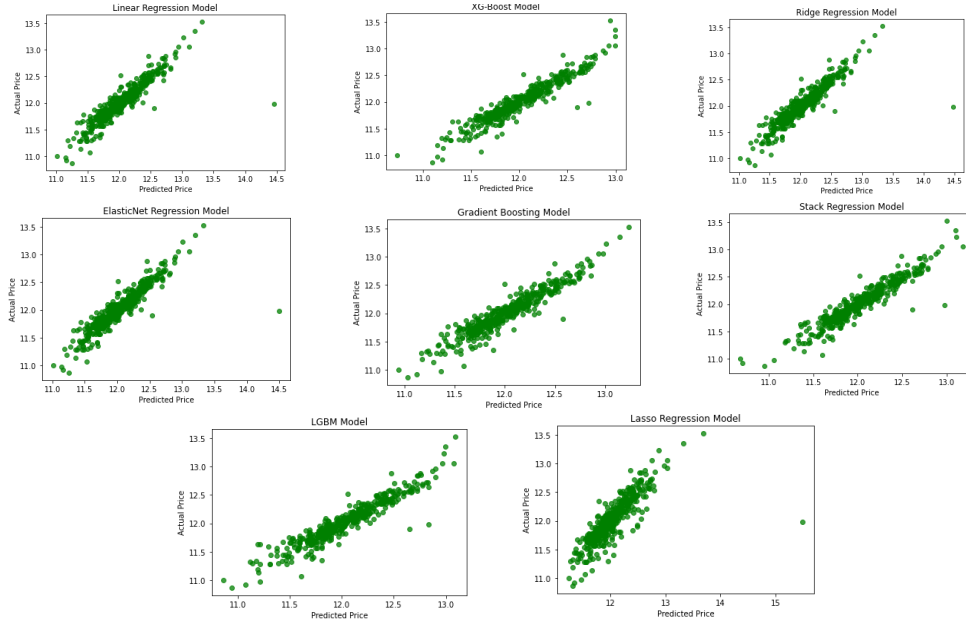 Linear Regression Model
13.5
13.0
12.5
12.0
11.5
11.0
Actual Price
11.0 11.5 12.0 12.5 13.0 13.5 14.0 14.5
Predicted Price
XG-Boost Model
13.5
13.0
12.5
12.0
11.5
11.0
Actual Price
11.0 11.5 12.0 12.5 13.0
Predicted Price
Ridge Regression Model
13.5
13.0
12.5
12.0
11.5
11.0
Actual Price
11.0 11.5 12.0 12.5 13.0 13.5 14.0 14.5
Predicted Price
ElasticNet Regression Model
13.5
13.0
12.5
12.0
11.5
11.0
Actual Price
11.0 11.5 12.0 12.5 13.0 13.5 14.0 14.5
Predicted Price
Gradient Boosting Model
13.5
13.0
12.5
12.0
11.5
11.0
Actual Price
11.0 11.5 12.0 12.5 13.0
Predicted Price
Stack Regression Model
13.5
13.0
12.5
12.0
11.5
11.0
Actual Price
11.0 11.5 12.0 12.5 13.0
Predicted Price
LGBM Model
13.5
13.0
12.5
12.0
11.5
11.0
Actual Price
11.0 11.5 12.0 12.5 13.0
Predicted Price
Lasso Regression Model
13.5
13.0
12.5
12.0
11.5
11.0
Actual Price
12 13 14 15
Predicted Price